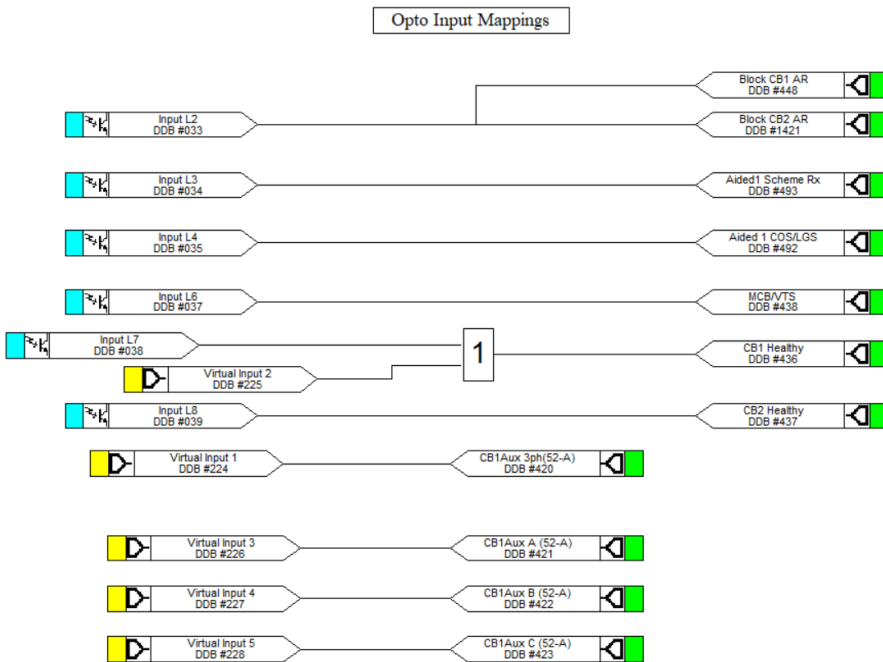 Opto Input Mappings
Block CB1 AR
DDB #448
Input L2
DDB #033
Block CB2 AR
DDB #1421
Input L3
DDB #034
Aided1 Scheme Rx
DDB #493
Input L4
DDB #035
Aided 1 COS/LGS
DDB #492
Input L6
DDB #037
MCB/VTS
DDB #438
Input L7
DDB #038
1
CB1 Healthy
DDB #436
Virtual Input 2
DDB #225
Input L8
DDB #039
CB2 Healthy
DDB #437
Virtual Input 1
DDB #224
CB1Aux 3ph(52-A)
DDB #420
Virtual Input 3
DDB #226
CB1Aux A (52-A)
DDB #421
Virtual Input 4
DDB #227
CB1Aux B (52-A)
DDB #422
Virtual Input 5
DDB #228
CB1Aux C (52-A)
DDB #423